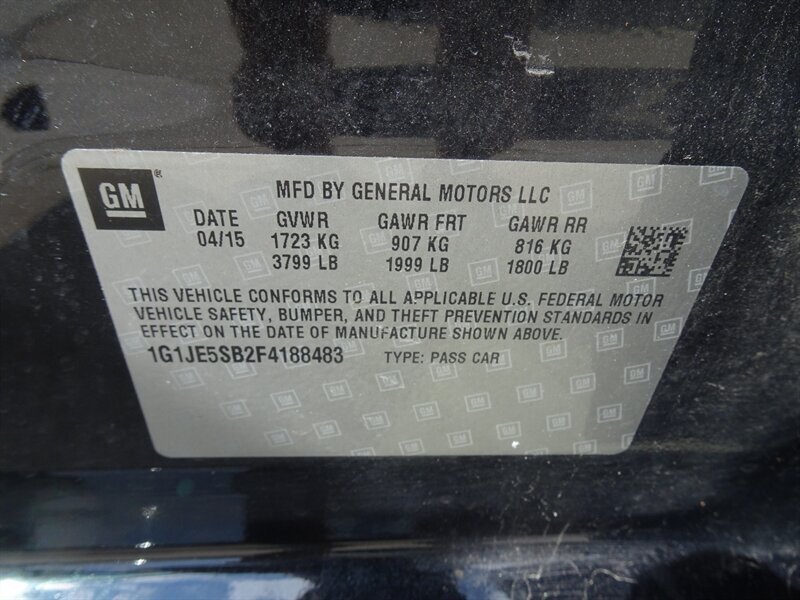 GM
MFD BY GENERAL MOTORS LLC
DATE GVWR GAWR FRT GAWR RR
04/15 1723 KG 907 KG 816 KG
3799 LB 1999 LB 1800 LB
THIS VEHICLE CONFORMS TO ALL APPLICABLE U.S. FEDERAL MOTOR
VEHICLE SAFETY, BUMPER, AND THEFT PREVENTION STANDARDS IN
EFFECT ON THE DATE OF MANUFACTURE SHOWN ABOVE.
1G1JE5SB2F4188483 TYPE: PASS CAR